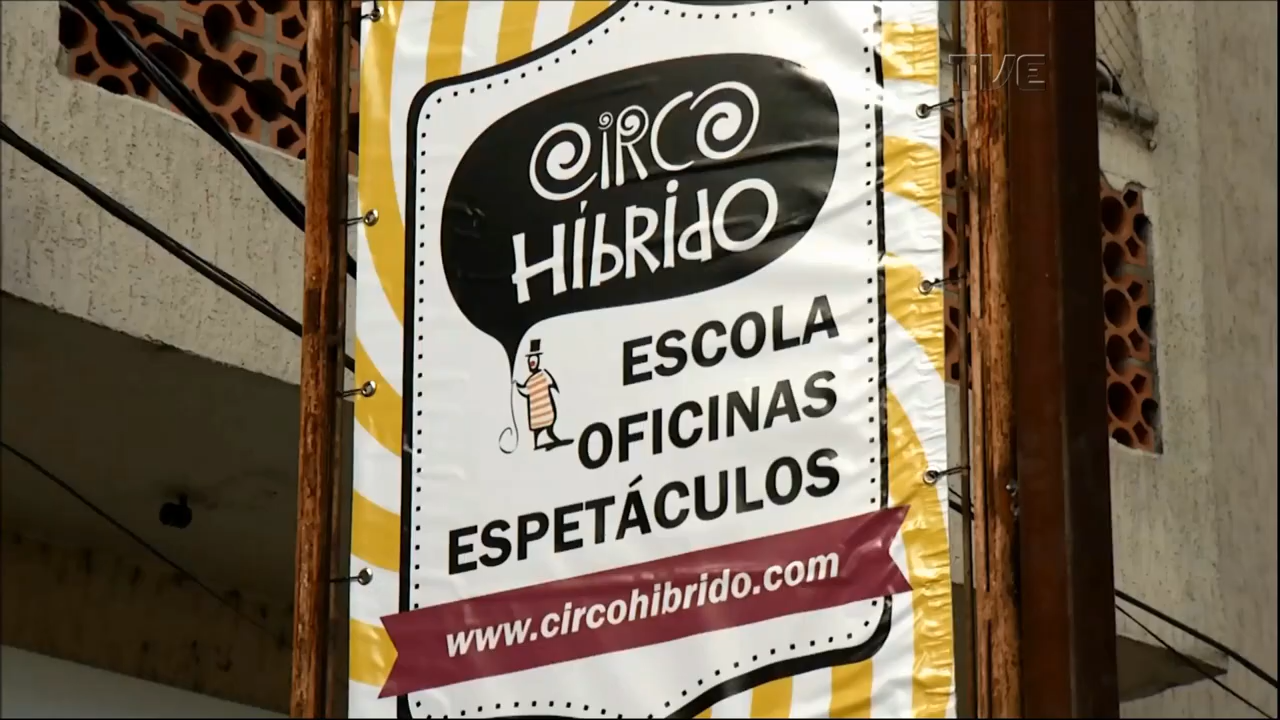 TVE
CIRCO
HÍBRIDO
ESCOLA
OFICINAS
ESPETÁCULOS
www.circohibrido.com